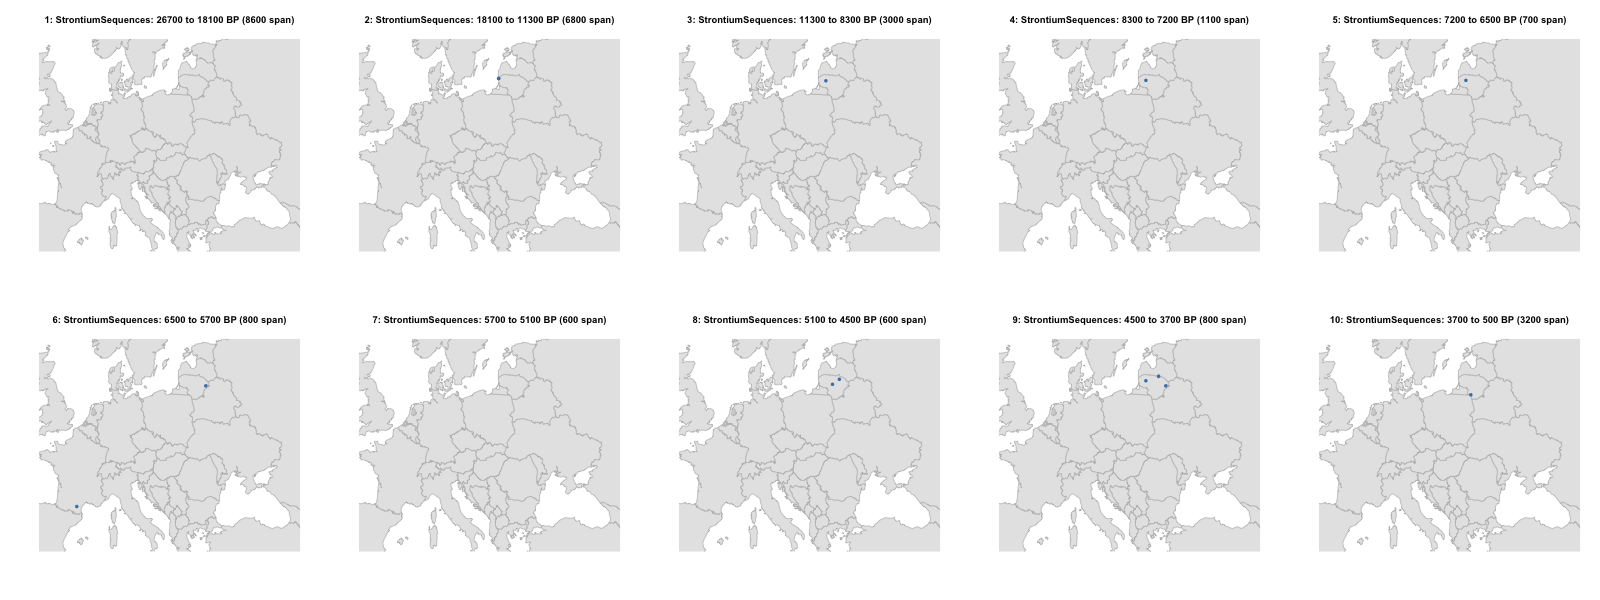 1: StrontiumSequences: 26700 to 18100 BP (8600 span)
2: StrontiumSequences: 18100 to 11300 BP (6800 span)
3: StrontiumSequences: 11300 to 8300 BP (3000 span)
4: StrontiumSequences: 8300 to 7200 BP (1100 span)
5: StrontiumSequences: 7200 to 6500 BP (700 span)
6: StrontiumSequences: 6500 to 5700 BP (800 span)
7: StrontiumSequences: 5700 to 5100 BP (600 span)
8: StrontiumSequences: 5100 to 4500 BP (600 span)
9: StrontiumSequences: 4500 to 3700 BP (800 span)
10: StrontiumSequences: 3700 to 500 BP (3200 span)